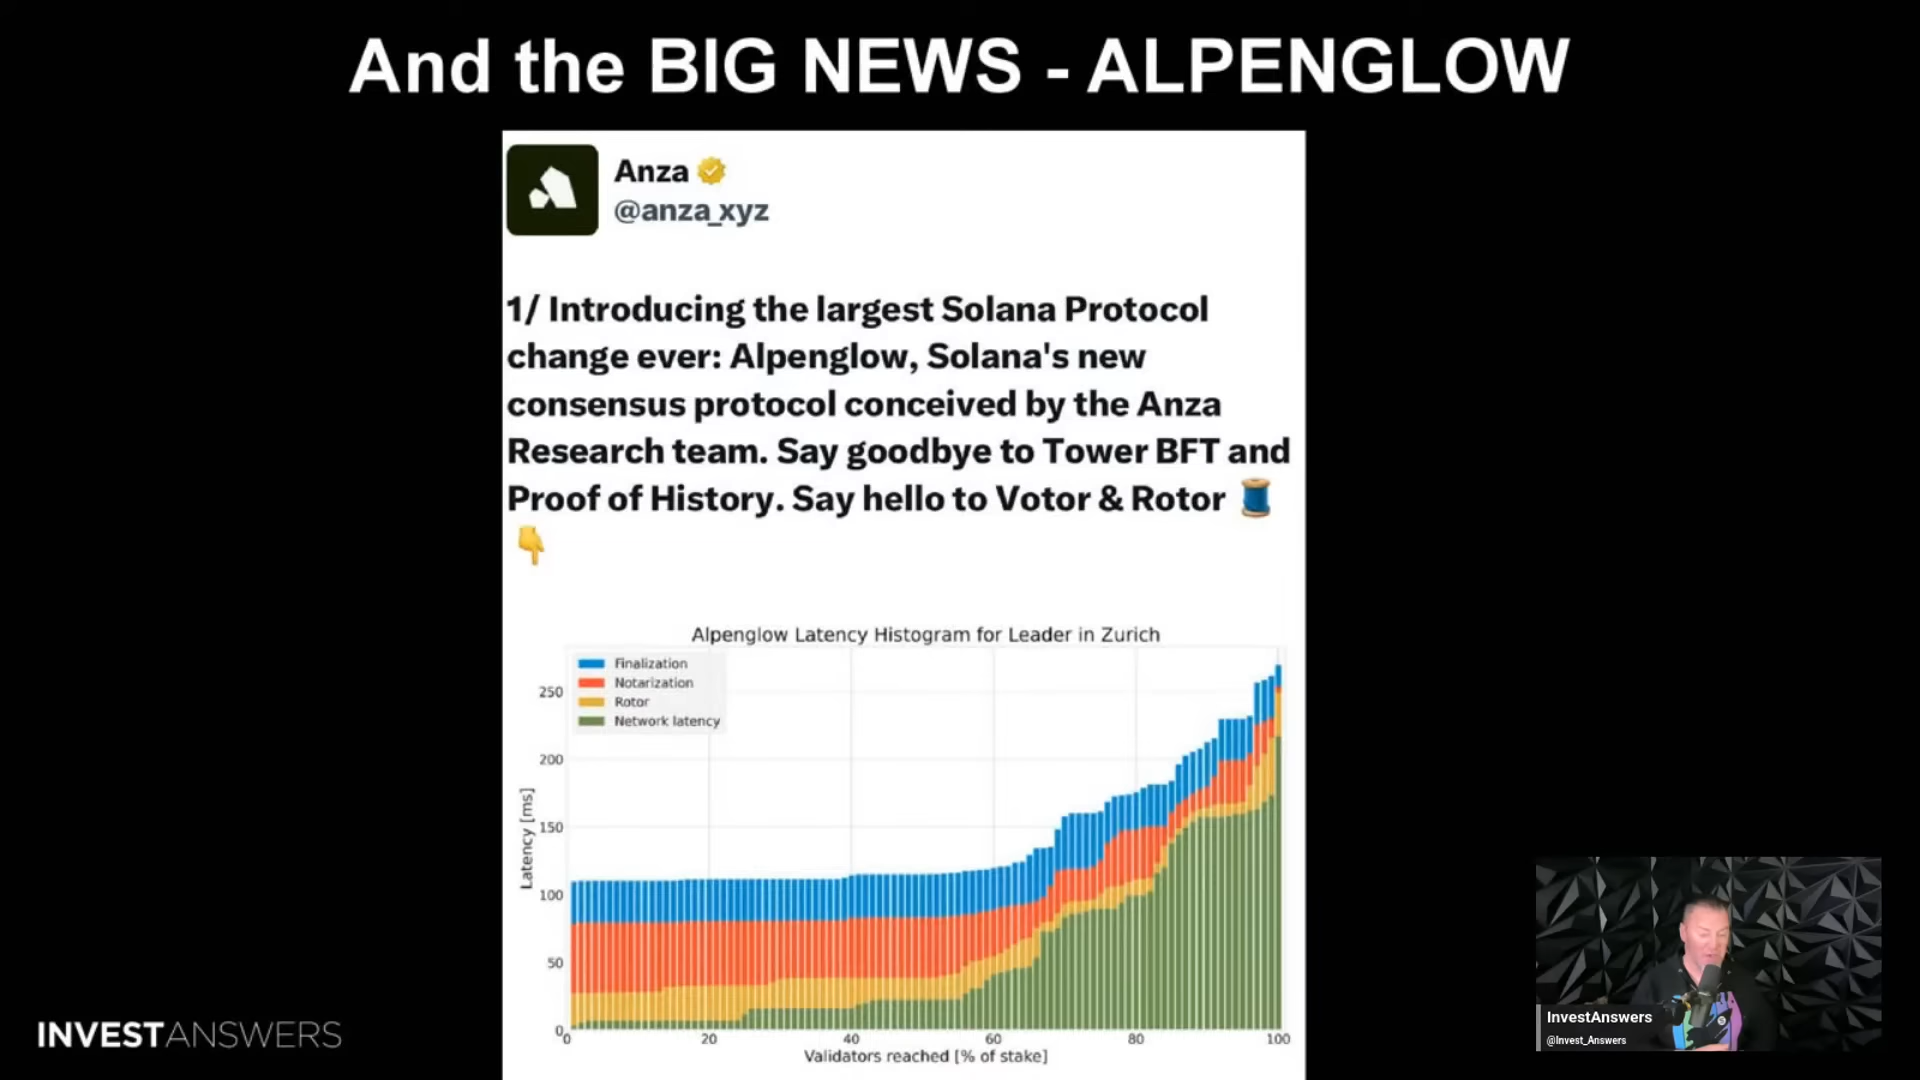 And the BIG NEWS - ALPENGLOW
Anza
@anza_xyz
1/ Introducing the largest Solana Protocol
change ever: Alpenglow, Solana's new
consensus protocol conceived by the Anza
Research team. Say goodbye to Tower BFT and
Proof of History. Say hello to Votor & Rotor 🧵
👇
Alpenglow Latency Histogram for Leader in Zurich
Finalization
Notarization
Rotor
Network latency
250
200
150
100
50
0
Latency [ms]
0 20 40 60 80 100
Validators reached [% of stake]
INVESTANSWERS
InvestAnswers
@Invest_Answers